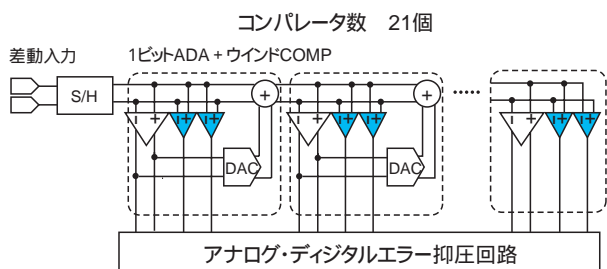 コンパレータ数 21個
差動入力
1ビットADA+ウインドCOMP
S/H
+
+
.....
- +
- +
- +
- +
- +
- +
- +
- +
- +
DAC
DAC
アナログ・ディジタルエラー抑圧回路